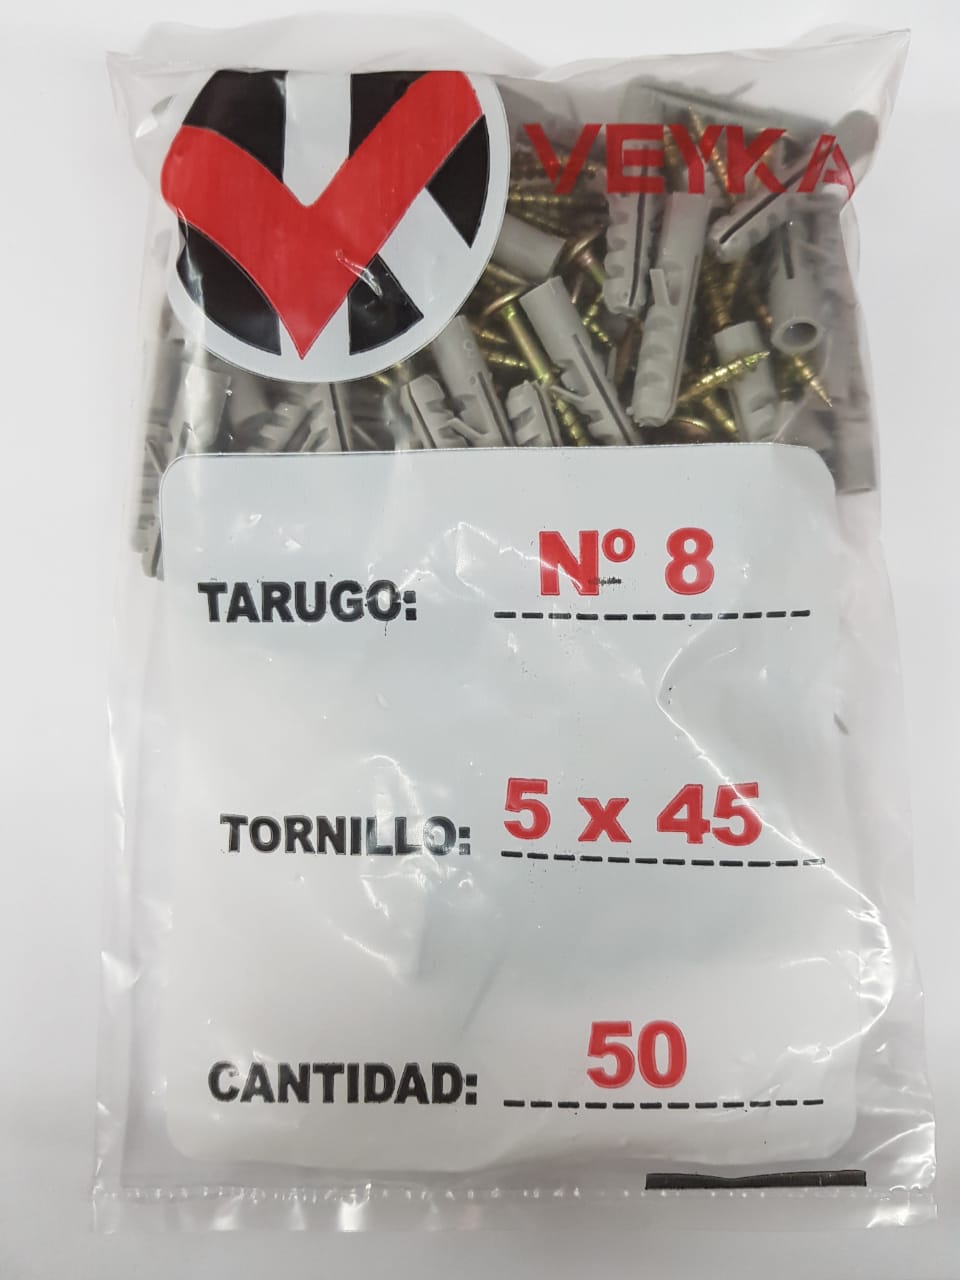 VEYKA
TARUGO: Nº 8
TORNILLO: 5 x 45
CANTIDAD: 50